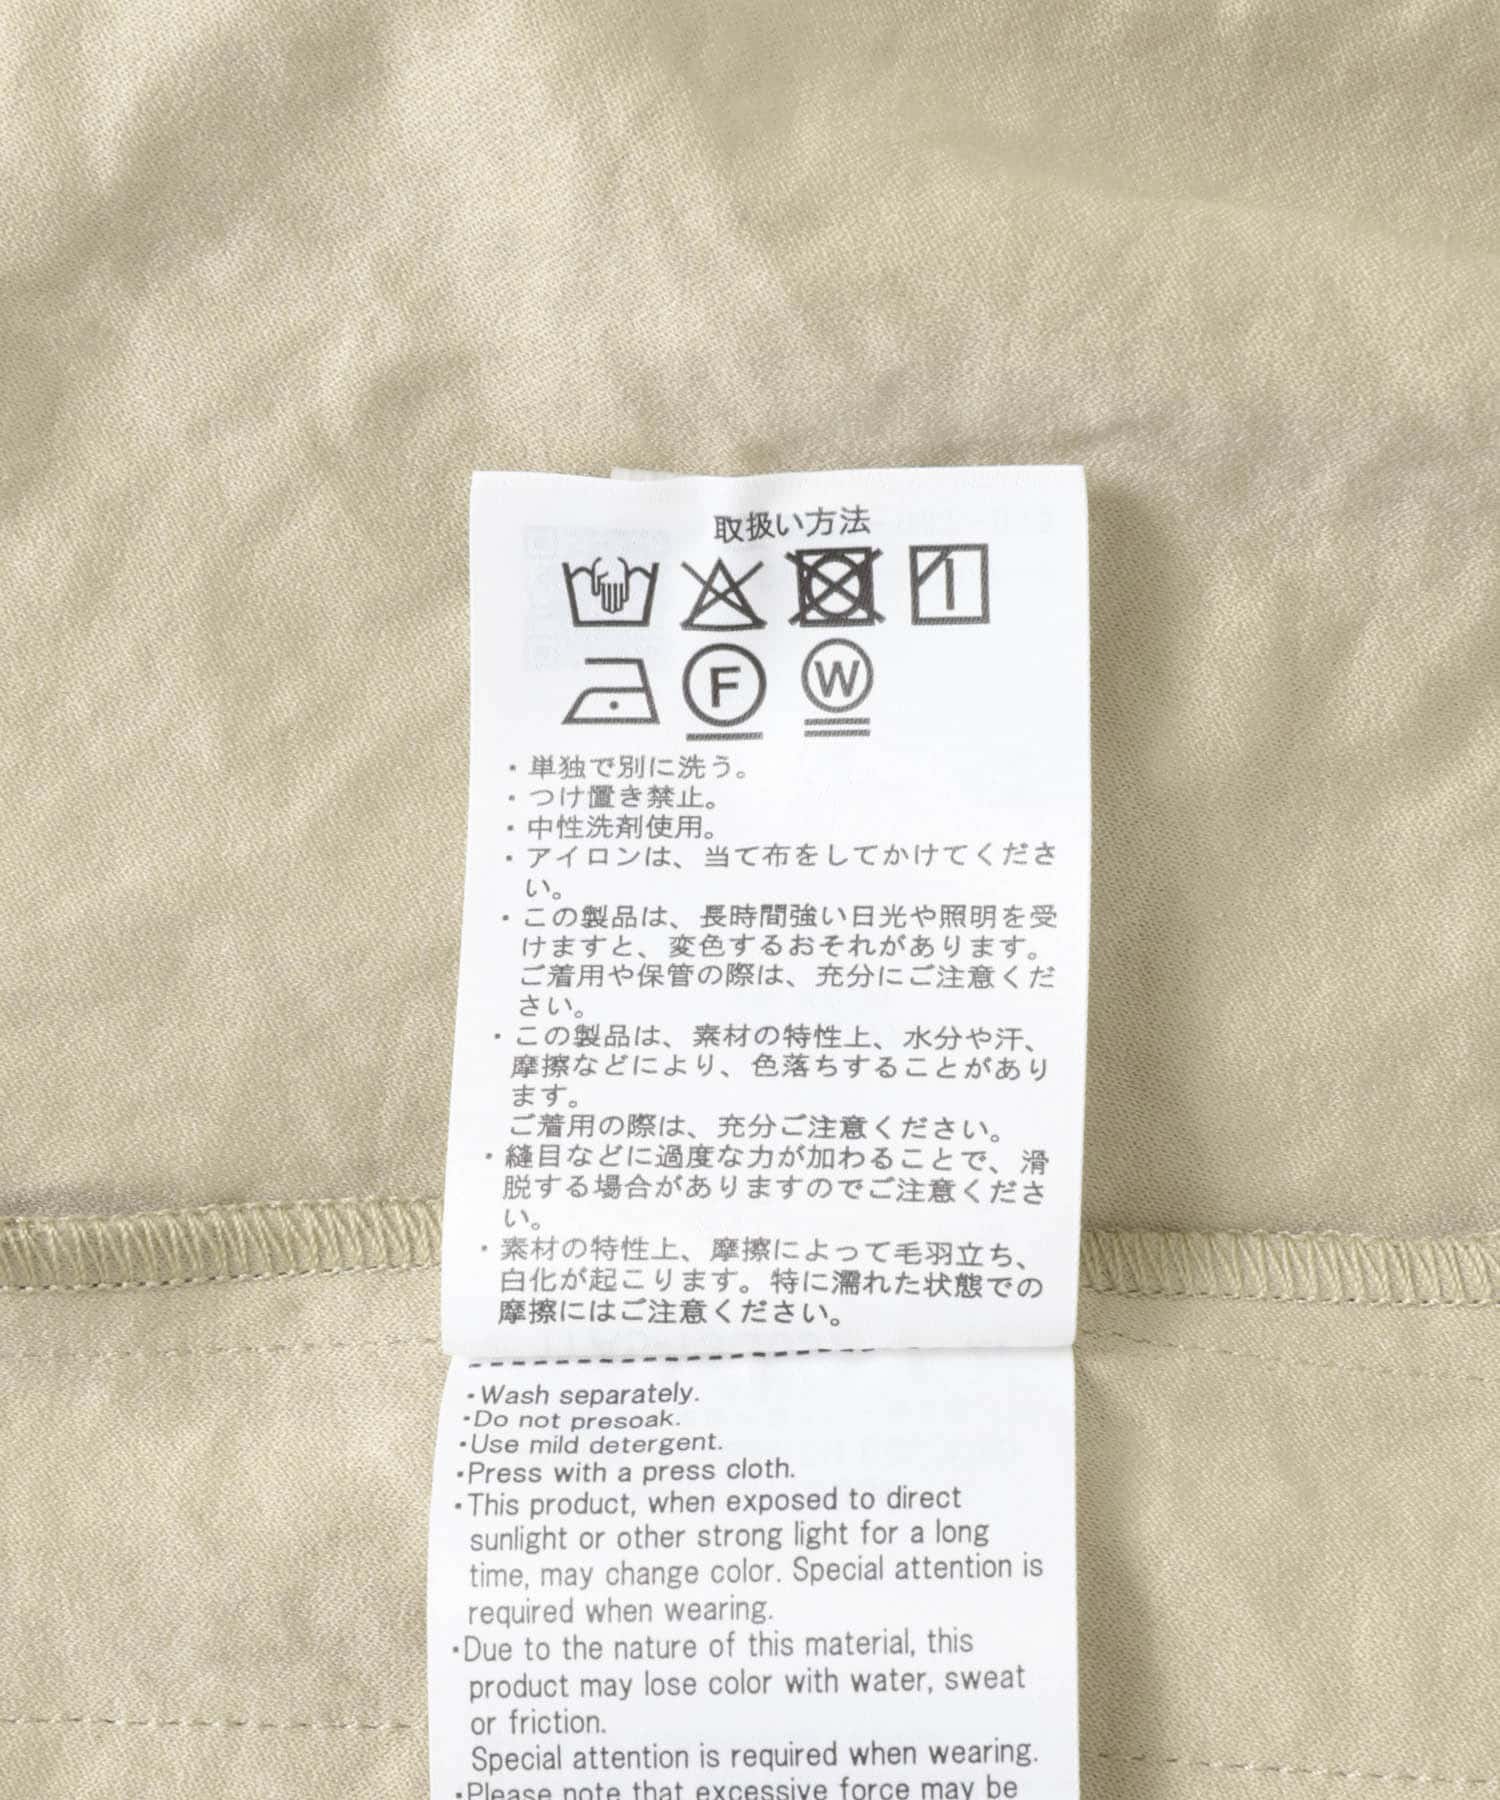 取扱い方法
F W
・単独で別に洗う。
・つけ置き禁止。
・中性洗剤使用。
・アイロンは、当て布をしてかけてくださ
い。
・この製品は、長時間強い日光や照明を受
けますと、変色するおそれがあります。
ご着用や保管の際は、充分にご注意くだ
さい。
・この製品は、素材の特性上、水分や汗、
摩擦などにより、色落ちすることがあり
ます。
ご着用の際は、充分ご注意ください。
・縫目などに過度な力が加わることで、滑
脱する場合がありますのでご注意くださ
い。
・素材の特性上、摩擦によって毛羽立ち、
白化が起こります。特に濡れた状態での
摩擦にはご注意ください。
・Wash separately.
・Do not presoak.
・Use mild detergent.
・Press with a press cloth.
・This product, when exposed to direct
sunlight or other strong light for a long
time, may change color. Special attention is
required when wearing.
・Due to the nature of this material, this
product may lose color with water, sweat
or friction.
Special attention is required when wearing.
・Please note that excessive force may be